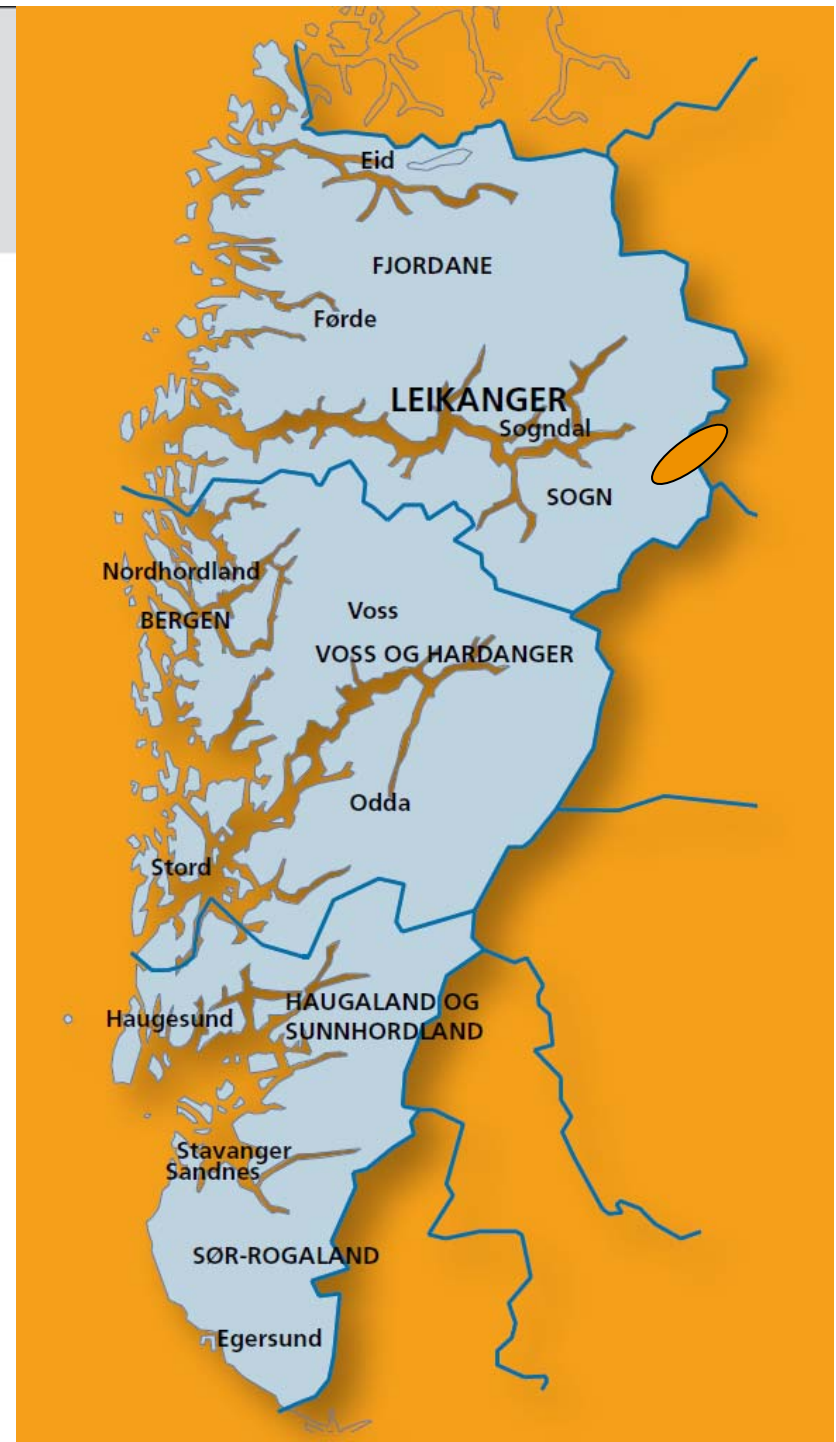 Eid
FJORDANE
Førde
LEIKANGER
Sogndal
SOGN
Nordhordland
BERGEN
Voss
VOSS OG HARDANGER
Odda
Stord
HAUGALAND OG
SUNNHORDLAND
Haugesund
Stavanger
Sandnes
SØR-ROGALAND
Egersund